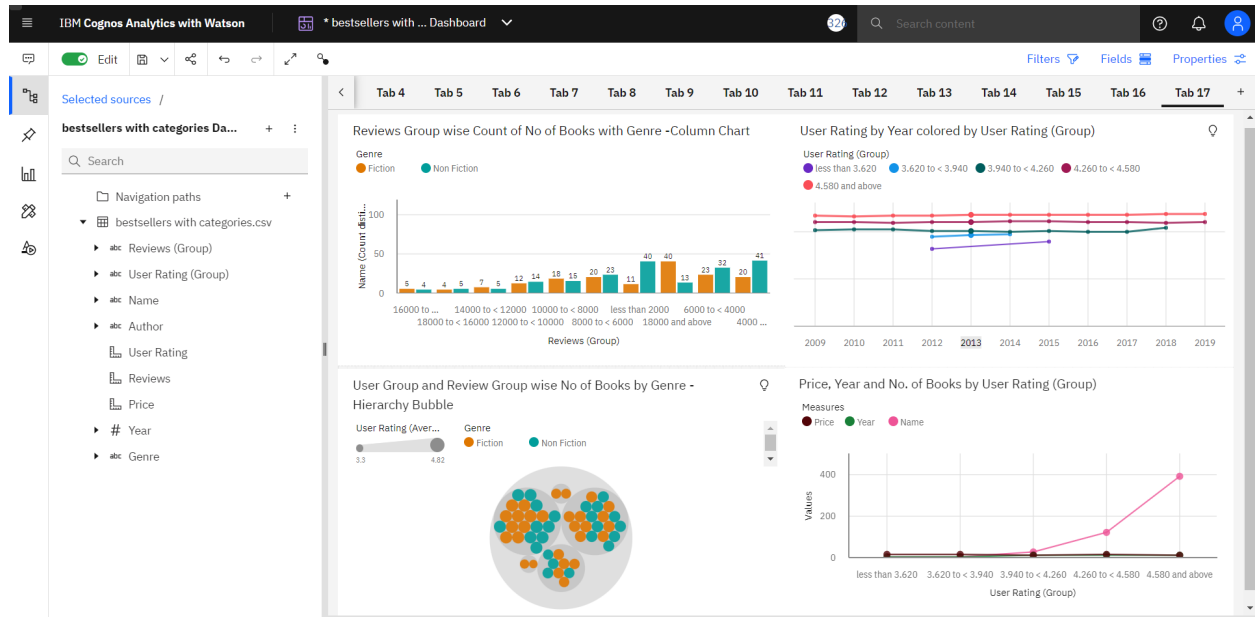 IBM Cognos Analytics with Watson
* bestsellers with ... Dashboard
326
Search content
Edit
Filters
Fields
Properties
Selected sources /
bestsellers with categories Da...
Search
Navigation paths
bestsellers with categories.csv
abc Reviews (Group)
abc User Rating (Group)
abc Name
abc Author
User Rating
Reviews
Price
# Year
abc Genre
Tab 4 Tab 5 Tab 6 Tab 7 Tab 8 Tab 9 Tab 10 Tab 11 Tab 12 Tab 13 Tab 14 Tab 15 Tab 16 Tab 17
Reviews Group wise Count of No of Books with Genre -Column Chart
Genre
Fiction Non Fiction
Name (Count disti...
100
50
0
5 4 4 5 7 5 12 14 18 15 20 23 11 40 40 13 23 32 20 41
16000 to ... 14000 to < 12000 10000 to < 8000 less than 2000 6000 to < 4000
18000 to < 16000 12000 to < 10000 8000 to < 6000 18000 and above 4000 ...
Reviews (Group)
User Rating by Year colored by User Rating (Group)
User Rating (Group)
less than 3.620 3.620 to < 3.940 3.940 to < 4.260 4.260 to < 4.580
4.580 and above
2009 2010 2011 2012 2013 2014 2015 2016 2017 2018 2019
User Group and Review Group wise No of Books by Genre -
Hierarchy Bubble
User Rating (Aver... Genre
Fiction Non Fiction
3.3 4.82
Price, Year and No. of Books by User Rating (Group)
Measures
Price Year Name
Values
400
200
0
less than 3.620 3.620 to < 3.940 3.940 to < 4.260 4.260 to < 4.580 4.580 and above
User Rating (Group)